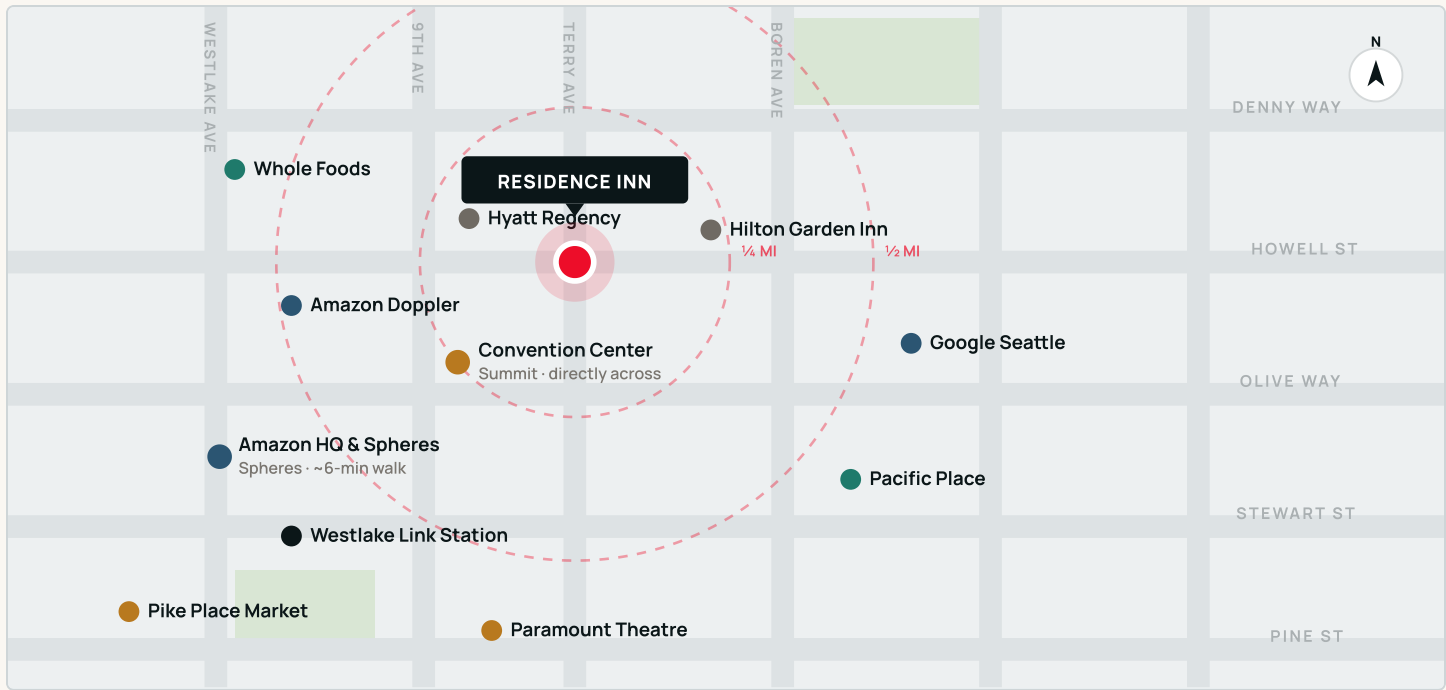 WESTLAKE AVE
9TH AVE
TERRY AVE
BOREN AVE
N
DENNY WAY
Whole Foods
RESIDENCE INN
Hyatt Regency
Hilton Garden Inn
¼ MI
½ MI
HOWELL ST
Amazon Doppler
Google Seattle
Convention Center
Summit · directly across
OLIVE WAY
Amazon HQ & Spheres
Spheres · ~6-min walk
Pacific Place
STEWART ST
Westlake Link Station
Pike Place Market
Paramount Theatre
PINE ST